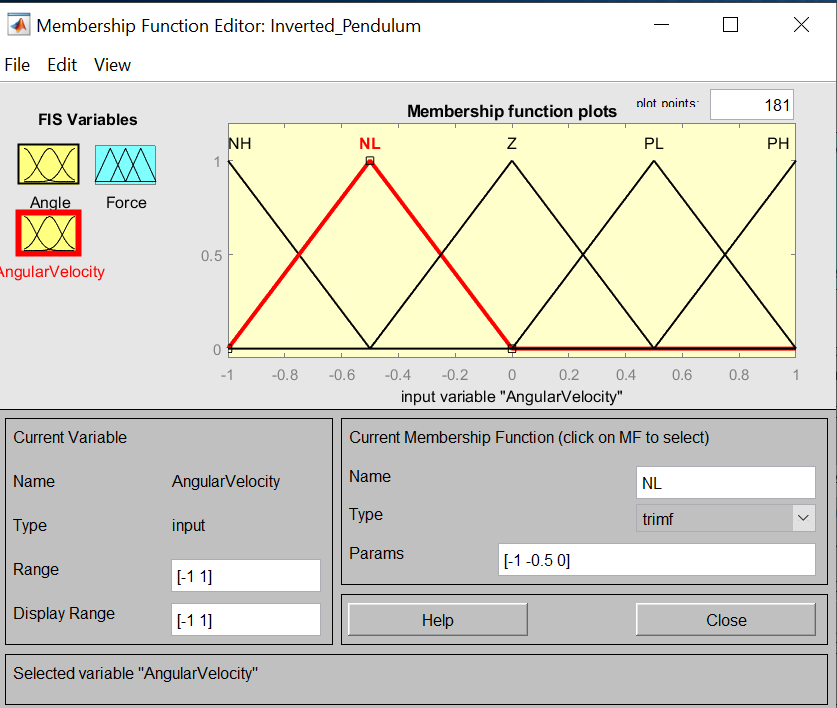 Membership Function Editor: Inverted_Pendulum
File Edit View
FIS Variables
Membership function plots
plot points:
181
NH
NL
Z
PL
PH
1
Angle
Force
0.5
AngularVelocity
0
-1 -0.8 -0.6 -0.4 -0.2 0 0.2 0.4 0.6 0.8 1
input variable "AngularVelocity"
Current Variable
Name AngularVelocity
Type input
Range [-1 1]
Display Range [-1 1]
Current Membership Function (click on MF to select)
Name NL
Type trimf
Params [-1 -0.5 0]
Help
Close
Selected variable "AngularVelocity"